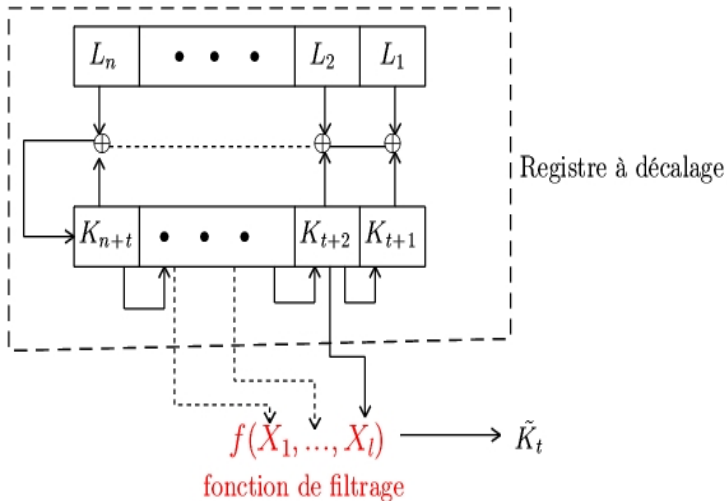 L_n • • • L_2 L_1
Registre à décalage
K_{n+t} • • • K_{t+2} K_{t+1}
f(X_1, ..., X_l) K̃_t
fonction de filtrage